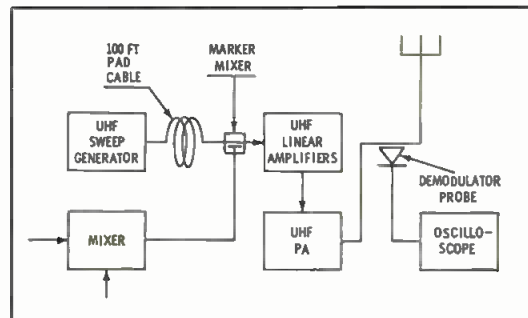 100 FT
PAD
CABLE
MARKER
MIXER
UHF
SWEEP
GENERATOR
UHF
LINEAR
AMPLIFIERS
DEMODULATOR
PROBE
MIXER
UHF
PA
OSCILLO-
SCOPE